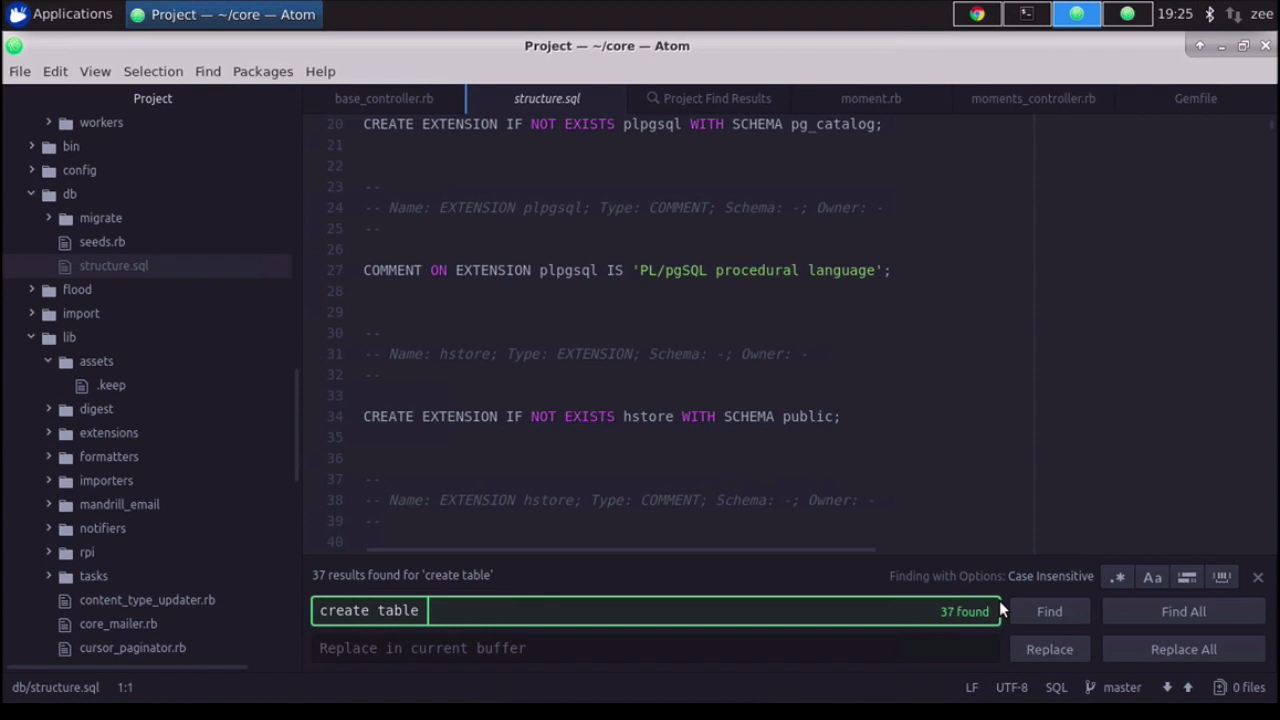 Applications Project — ~/core — Atom 19:25 zee
Project — ~/core — Atom
File Edit View Selection Find Packages Help
Project
workers
bin
config
db
migrate
seeds.rb
structure.sql
flood
import
lib
assets
.keep
digest
extensions
formatters
importers
mandrill_email
notifiers
rpi
tasks
content_type_updater.rb
core_mailer.rb
cursor_paginator.rb
base_controller.rb structure.sql Project Find Results moment.rb moments_controller.rb Gemfile
20 CREATE EXTENSION IF NOT EXISTS plpgsql WITH SCHEMA pg_catalog;
21
22
23 --
24 -- Name: EXTENSION plpgsql; Type: COMMENT; Schema: -; Owner: -
25 --
26
27 COMMENT ON EXTENSION plpgsql IS 'PL/pgSQL procedural language';
28
29
30 --
31 -- Name: hstore; Type: EXTENSION; Schema: -; Owner: -
32 --
33
34 CREATE EXTENSION IF NOT EXISTS hstore WITH SCHEMA public;
35
36
37 --
38 -- Name: EXTENSION hstore; Type: COMMENT; Schema: -; Owner: -
39 --
40
37 results found for 'create table' Finding with Options: Case Insensitive .* Aa
create table 37 found Find Find All
Replace in current buffer Replace Replace All
db/structure.sql 1:1 LF UTF-8 SQL master 0 files